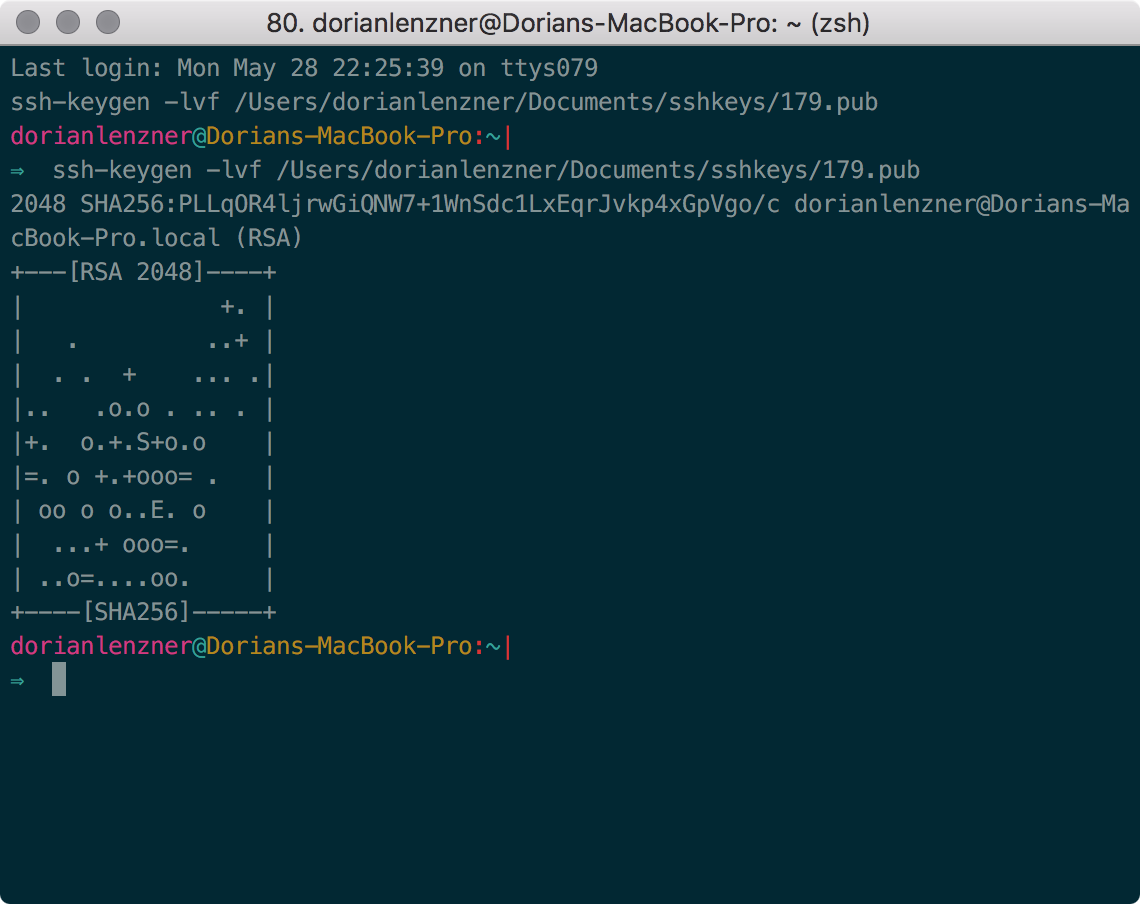 80. dorianlenzner@Dorians-MacBook-Pro: ~ (zsh)
Last login: Mon May 28 22:25:39 on ttys079
ssh-keygen -lvf /Users/dorianlenzner/Documents/sshkeys/179.pub
dorianlenzner@Dorians-MacBook-Pro:~|
⇒  ssh-keygen -lvf /Users/dorianlenzner/Documents/sshkeys/179.pub
2048 SHA256:PLLqOR4ljrwGiQNW7+1WnSdc1LxEqrJvkp4xGpVgo/c dorianlenzner@Dorians-Ma
cBook-Pro.local (RSA)
+---[RSA 2048]----+
|              +. |
|   .         ..+ |
|  . .  +    ... .|
|..   .o.o . .. . |
|+.  o.+.S+o.o    |
|=. o +.+ooo= .   |
| oo o o..E. o    |
|  ...+ ooo=.     |
| ..o=....oo.     |
+----[SHA256]-----+
dorianlenzner@Dorians-MacBook-Pro:~|
⇒